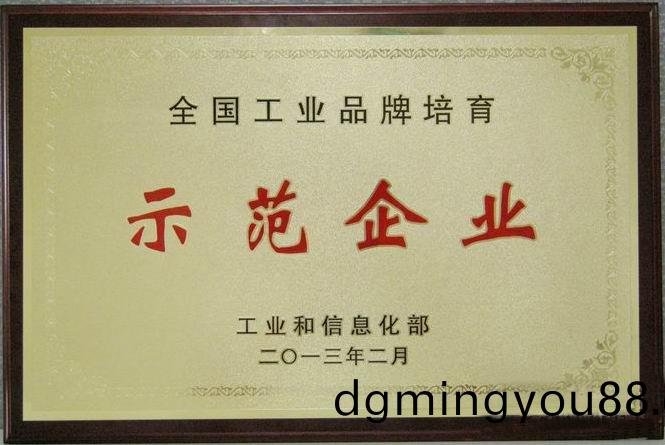 全国工业品牌培育
示范企业
工业和信息化部
二〇一三年二月
dgmingyou88.